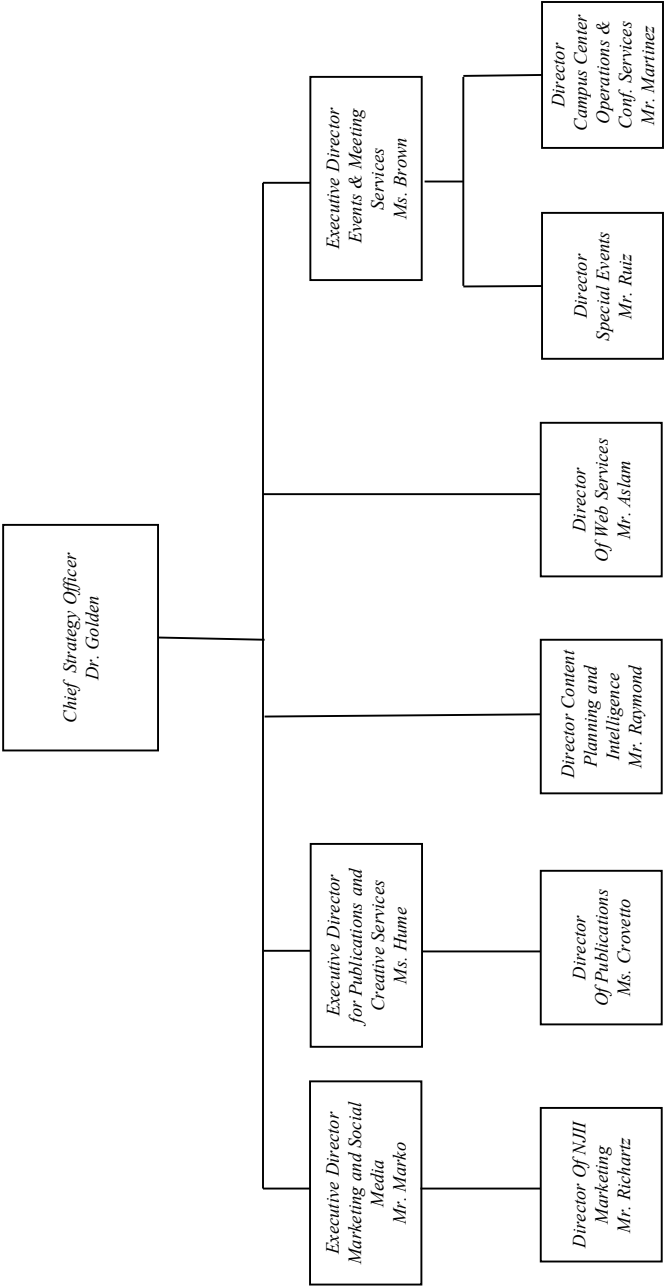 Chief Strategy Officer
Dr. Golden
Executive Director
Marketing and Social
Media
Mr. Marko
Executive Director
for Publications and
Creative Services
Ms. Hume
Executive Director
Events & Meeting
Services
Ms. Brown
Director Of NJII
Marketing
Mr. Richartz
Director
Of Publications
Ms. Crovetto
Director Content
Planning and
Intelligence
Mr. Raymond
Director
Of Web Services
Mr. Aslam
Director
Special Events
Mr. Ruiz
Director
Campus Center
Operations &
Conf. Services
Mr. Martinez